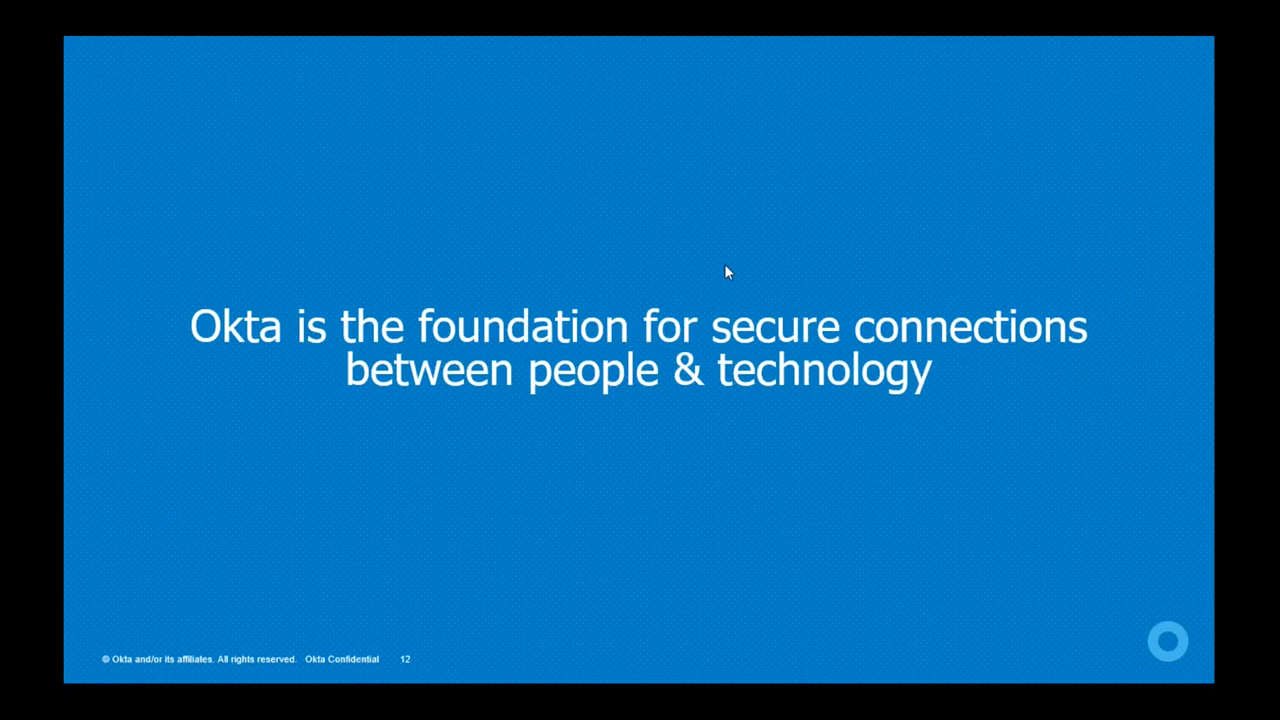 Okta is the foundation for secure connections
between people & technology
© Okta and/or its affiliates. All rights reserved. Okta Confidential 12